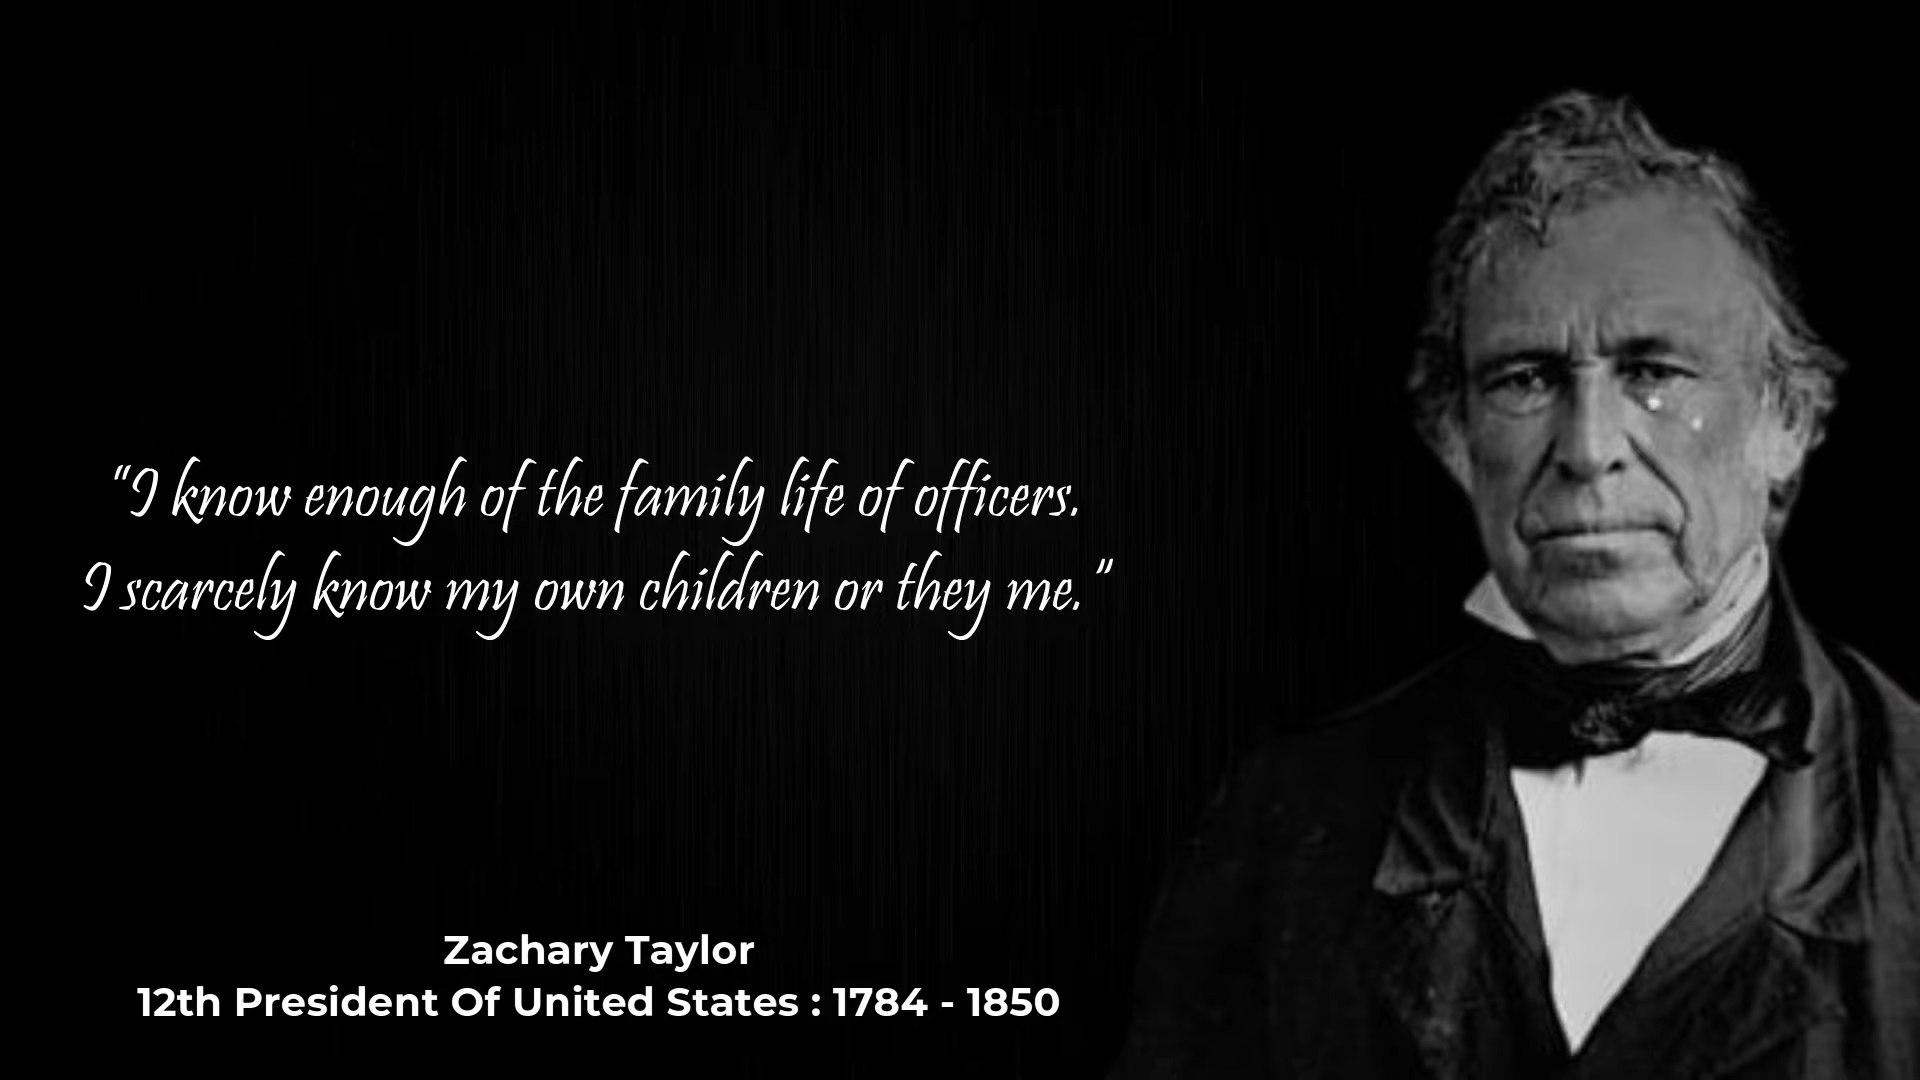 “I know enough of the family life of officers.
I scarcely know my own children or they me.”
Zachary Taylor
12th President Of United States : 1784 - 1850